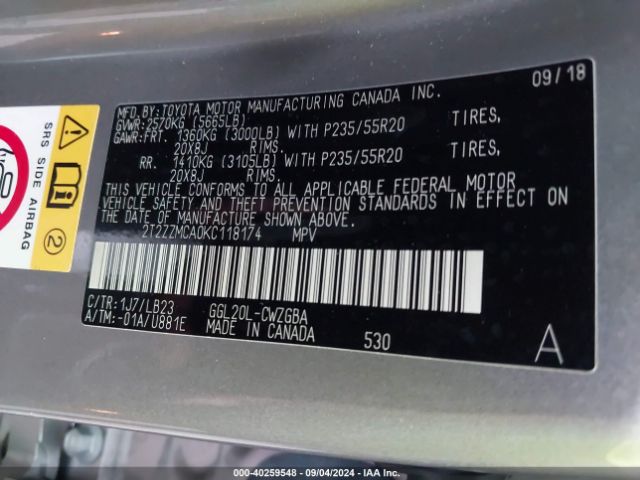 09/18
MFD. BY: TOYOTA MOTOR MANUFACTURING CANADA INC.
GVWR: 2570KG (5665LB)
GAWR: FRT. 1360KG (3000LB) WITH P235/55R20 TIRES,
20X8J RIMS.
RR. 1410KG (3105LB) WITH P235/55R20 TIRES,
20X8J RIMS.
THIS VEHICLE CONFORMS TO ALL APPLICABLE FEDERAL MOTOR
VEHICLE SAFETY AND THEFT PREVENTION STANDARDS IN EFFECT ON
THE DATE OF MANUFACTURE SHOWN ABOVE.
2T2ZZMCA0KC118174 MPV
C/TR: 1J7/LB23 GGL20L-CWZGBA
A/TM: -01A/U881E MADE IN CANADA 530
A
SRS SIDE AIRBAG
2
000-40259548 - 09/04/2024 - IAA Inc.